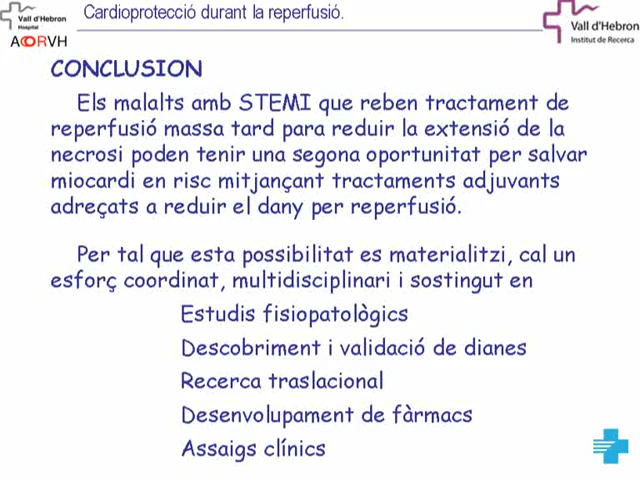 Vall d'Hebron
Hospital
ACORVH
Cardioprotecció durant la reperfusió.
Vall d'Hebron
Institut de Recerca
CONCLUSION
Els malalts amb STEMI que reben tractament de
reperfusió massa tard para reduir la extensió de la
necrosi poden tenir una segona oportunitat per salvar
miocardi en risc mitjançant tractaments adjuvants
adreçats a reduir el dany per reperfusió.
Per tal que esta possibilitat es materialitzi, cal un
esforç coordinat, multidisciplinari i sostingut en
Estudis fisiopatològics
Descobriment i validació de dianes
Recerca traslacional
Desenvolupament de fàrmacs
Assaigs clínics